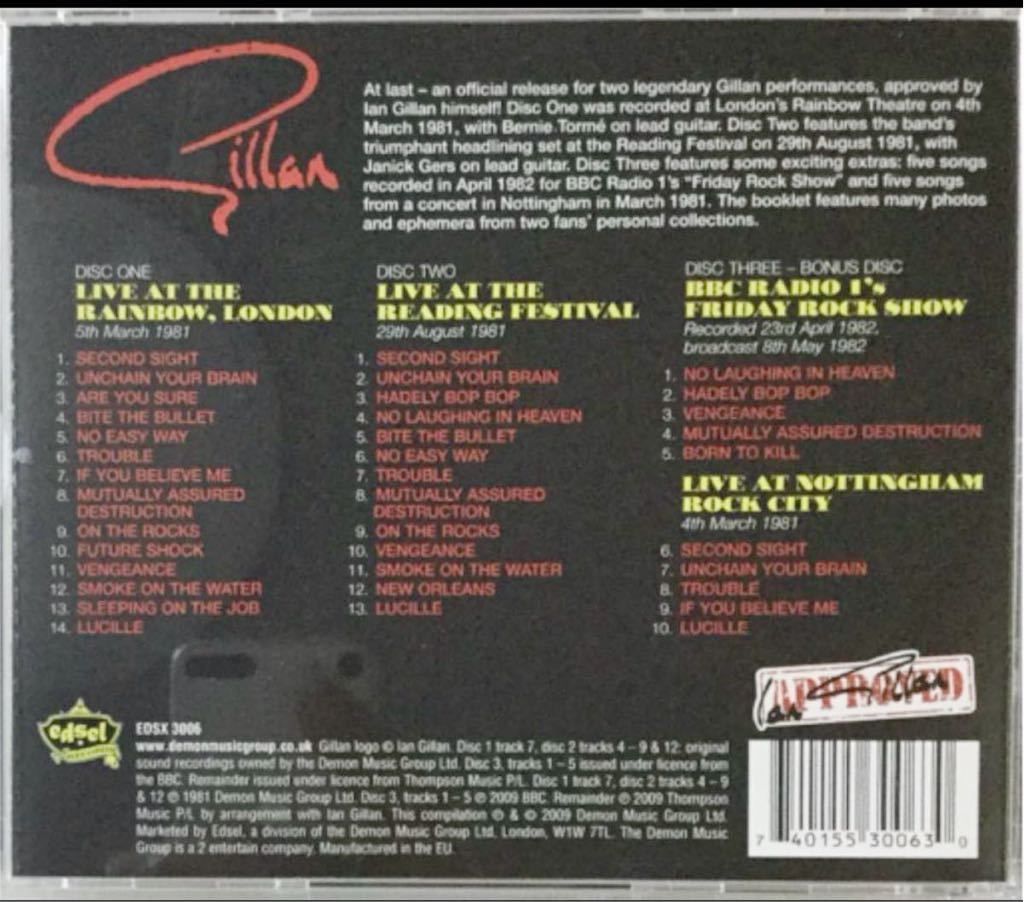 Gillan
At last – an official release for two legendary Gillan performances, approved by
Ian Gillan himself! Disc One was recorded at London's Rainbow Theatre on 4th
March 1981, with Bernie Tormé on lead guitar. Disc Two features the band's
triumphant headlining set at the Reading Festival on 29th August 1981, with
Janick Gers on lead guitar. Disc Three features some exciting extras: five songs
recorded in April 1982 for BBC Radio 1's "Friday Rock Show" and five songs
from a concert in Nottingham in March 1981. The booklet features many photos
and ephemera from two fans' personal collections.
DISC ONE
LIVE AT THE
RAINBOW, LONDON
5th March 1981
1. SECOND SIGHT
2. UNCHAIN YOUR BRAIN
3. ARE YOU SURE
4. BITE THE BULLET
5. NO EASY WAY
6. TROUBLE
7. IF YOU BELIEVE ME
8. MUTUALLY ASSURED
DESTRUCTION
9. ON THE ROCKS
10. FUTURE SHOCK
11. VENGEANCE
12. SMOKE ON THE WATER
13. SLEEPING ON THE JOB
14. LUCILLE
DISC TWO
LIVE AT THE
READING FESTIVAL
29th August 1981
1. SECOND SIGHT
2. UNCHAIN YOUR BRAIN
3. HADELY BOP BOP
4. NO LAUGHING IN HEAVEN
5. BITE THE BULLET
6. NO EASY WAY
7. TROUBLE
8. MUTUALLY ASSURED
DESTRUCTION
9. ON THE ROCKS
10. VENGEANCE
11. SMOKE ON THE WATER
12. NEW ORLEANS
13. LUCILLE
DISC THREE – BONUS DISC
BBC RADIO 1's
FRIDAY ROCK SHOW
Recorded 23rd April 1982,
broadcast 8th May 1982
1. NO LAUGHING IN HEAVEN
2. HADELY BOP BOP
3. VENGEANCE
4. MUTUALLY ASSURED DESTRUCTION
5. BORN TO KILL
LIVE AT NOTTINGHAM
ROCK CITY
4th March 1981
6. SECOND SIGHT
7. UNCHAIN YOUR BRAIN
8. TROUBLE
9. IF YOU BELIEVE ME
10. LUCILLE
APPROVED
Ian Gillan
edsel
EDSX 3006
www.demonmusicgroup.co.uk Gillan logo © Ian Gillan. Disc 1 track 7, disc 2 tracks 4 – 9 & 12: original
sound recordings owned by the Demon Music Group Ltd. Disc 3, tracks 1 – 5 issued under licence from
the BBC. Remainder issued under licence from Thompson Music P/L. Disc 1 track 7, disc 2 tracks 4 – 9
& 12 ℗ 1981 Demon Music Group Ltd. Disc 3, tracks 1 – 5 ℗ 2009 BBC. Remainder ℗ 2009 Thompson
Music P/L by arrangement with Ian Gillan. This compilation ℗ & © 2009 Demon Music Group Ltd.
Marketed by Edsel, a division of the Demon Music Group Ltd. London, W1W 7TL. The Demon Music
Group is a 2 entertain company. Manufactured in the EU.
7 40155 30063 0